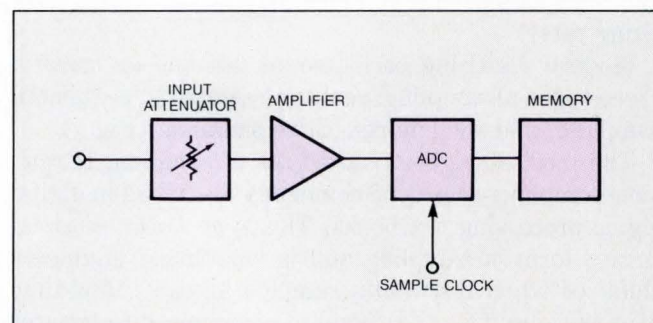 INPUT
ATTENUATOR
AMPLIFIER
ADC
MEMORY
SAMPLE CLOCK